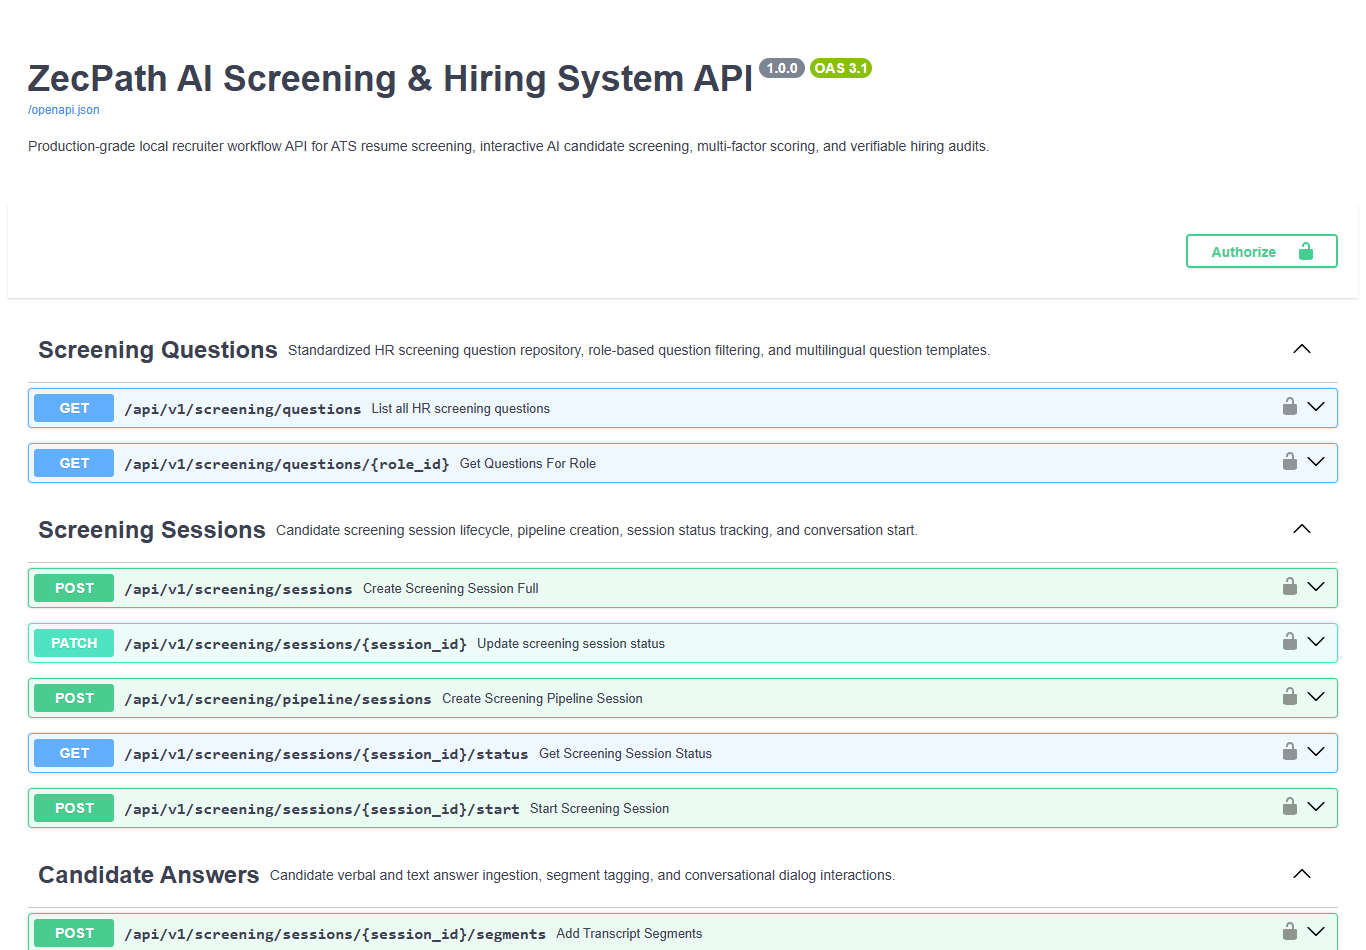 ZecPath AI Screening & Hiring System API 1.0.0 OAS 3.1
/openapi.json
Production-grade local recruiter workflow API for ATS resume screening, interactive AI candidate screening, multi-factor scoring, and verifiable hiring audits.
Authorize
Screening Questions Standardized HR screening question repository, role-based question filtering, and multilingual question templates.
GET /api/v1/screening/questions List all HR screening questions
GET /api/v1/screening/questions/{role_id} Get Questions For Role
Screening Sessions Candidate screening session lifecycle, pipeline creation, session status tracking, and conversation start.
POST /api/v1/screening/sessions Create Screening Session Full
PATCH /api/v1/screening/sessions/{session_id} Update screening session status
POST /api/v1/screening/pipeline/sessions Create Screening Pipeline Session
GET /api/v1/screening/sessions/{session_id}/status Get Screening Session Status
POST /api/v1/screening/sessions/{session_id}/start Start Screening Session
Candidate Answers Candidate verbal and text answer ingestion, segment tagging, and conversational dialog interactions.
POST /api/v1/screening/sessions/{session_id}/segments Add Transcript Segments